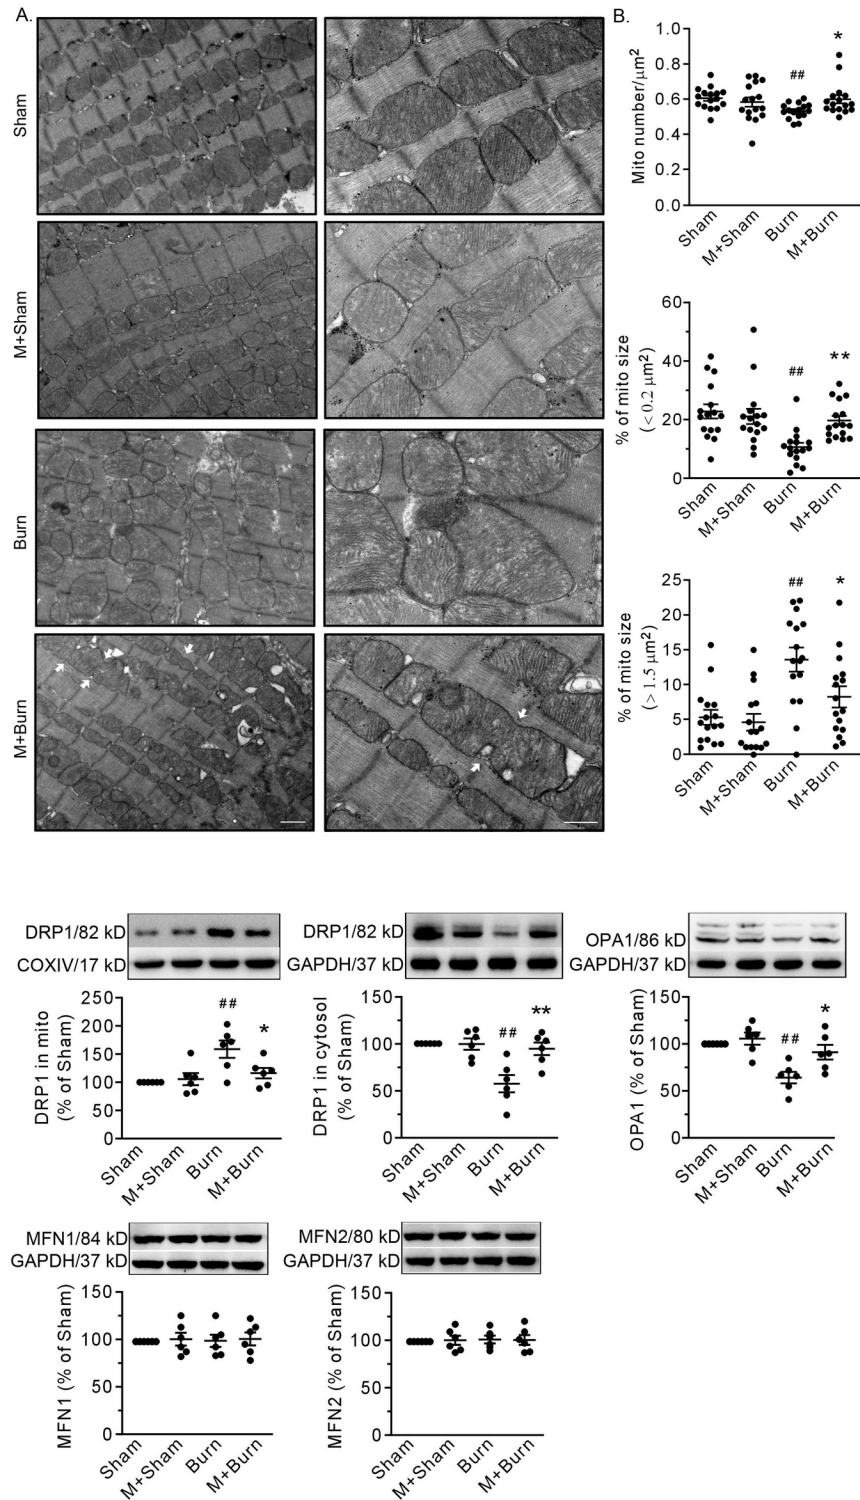 A.
Sham
M+Sham
Burn
M+Burn
B.
Mito number/μm²
1.0
0.8
0.6
0.4
0.2
0.0
##
*
Sham
M+Sham
Burn
M+Burn
% of mito size
(< 0.2 μm²)
60
40
20
0
##
**
Sham
M+Sham
Burn
M+Burn
% of mito size
(> 1.5 μm²)
25
20
15
10
5
0
##
*
Sham
M+Sham
Burn
M+Burn
DRP1/82 kD
COXIV/17 kD
DRP1 in mito
(% of Sham)
250
200
150
100
50
0
##
*
Sham
M+Sham
Burn
M+Burn
DRP1/82 kD
GAPDH/37 kD
DRP1 in cytosol
(% of Sham)
150
100
50
0
##
**
Sham
M+Sham
Burn
M+Burn
OPA1/86 kD
GAPDH/37 kD
OPA1 (% of Sham)
150
100
50
0
##
*
Sham
M+Sham
Burn
M+Burn
MFN1/84 kD
GAPDH/37 kD
MFN1 (% of Sham)
150
100
50
0
Sham
M+Sham
Burn
M+Burn
MFN2/80 kD
GAPDH/37 kD
MFN2 (% of Sham)
150
100
50
0
Sham
M+Sham
Burn
M+Burn